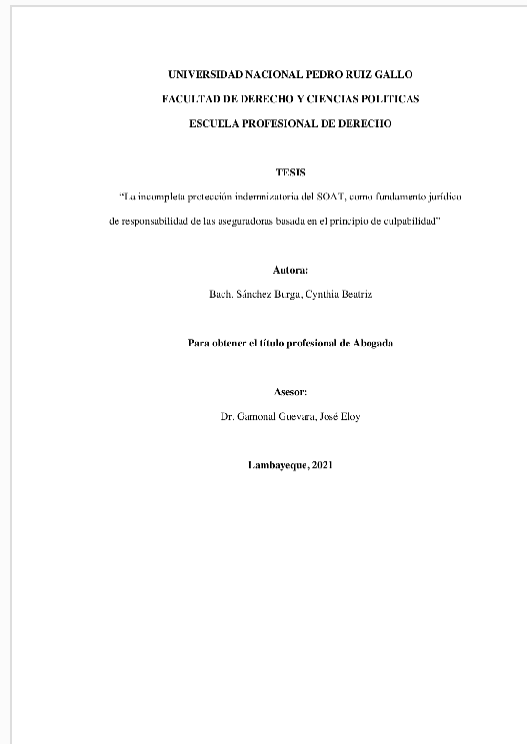 UNIVERSIDAD NACIONAL PEDRO RUIZ GALLO
FACULTAD DE DERECHO Y CIENCIAS POLITICAS
ESCUELA PROFESIONAL DE DERECHO
TESIS
“La incompleta protección indemnizatoria del SOAT, como fundamento jurídico
de responsabilidad de las aseguradoras basada en el principio de culpabilidad”
Autora:
Bach. Sánchez Burga, Cynthia Beatriz
Para obtener el título profesional de Abogada
Asesor:
Dr. Gamonal Guevara, José Eloy
Lambayeque, 2021